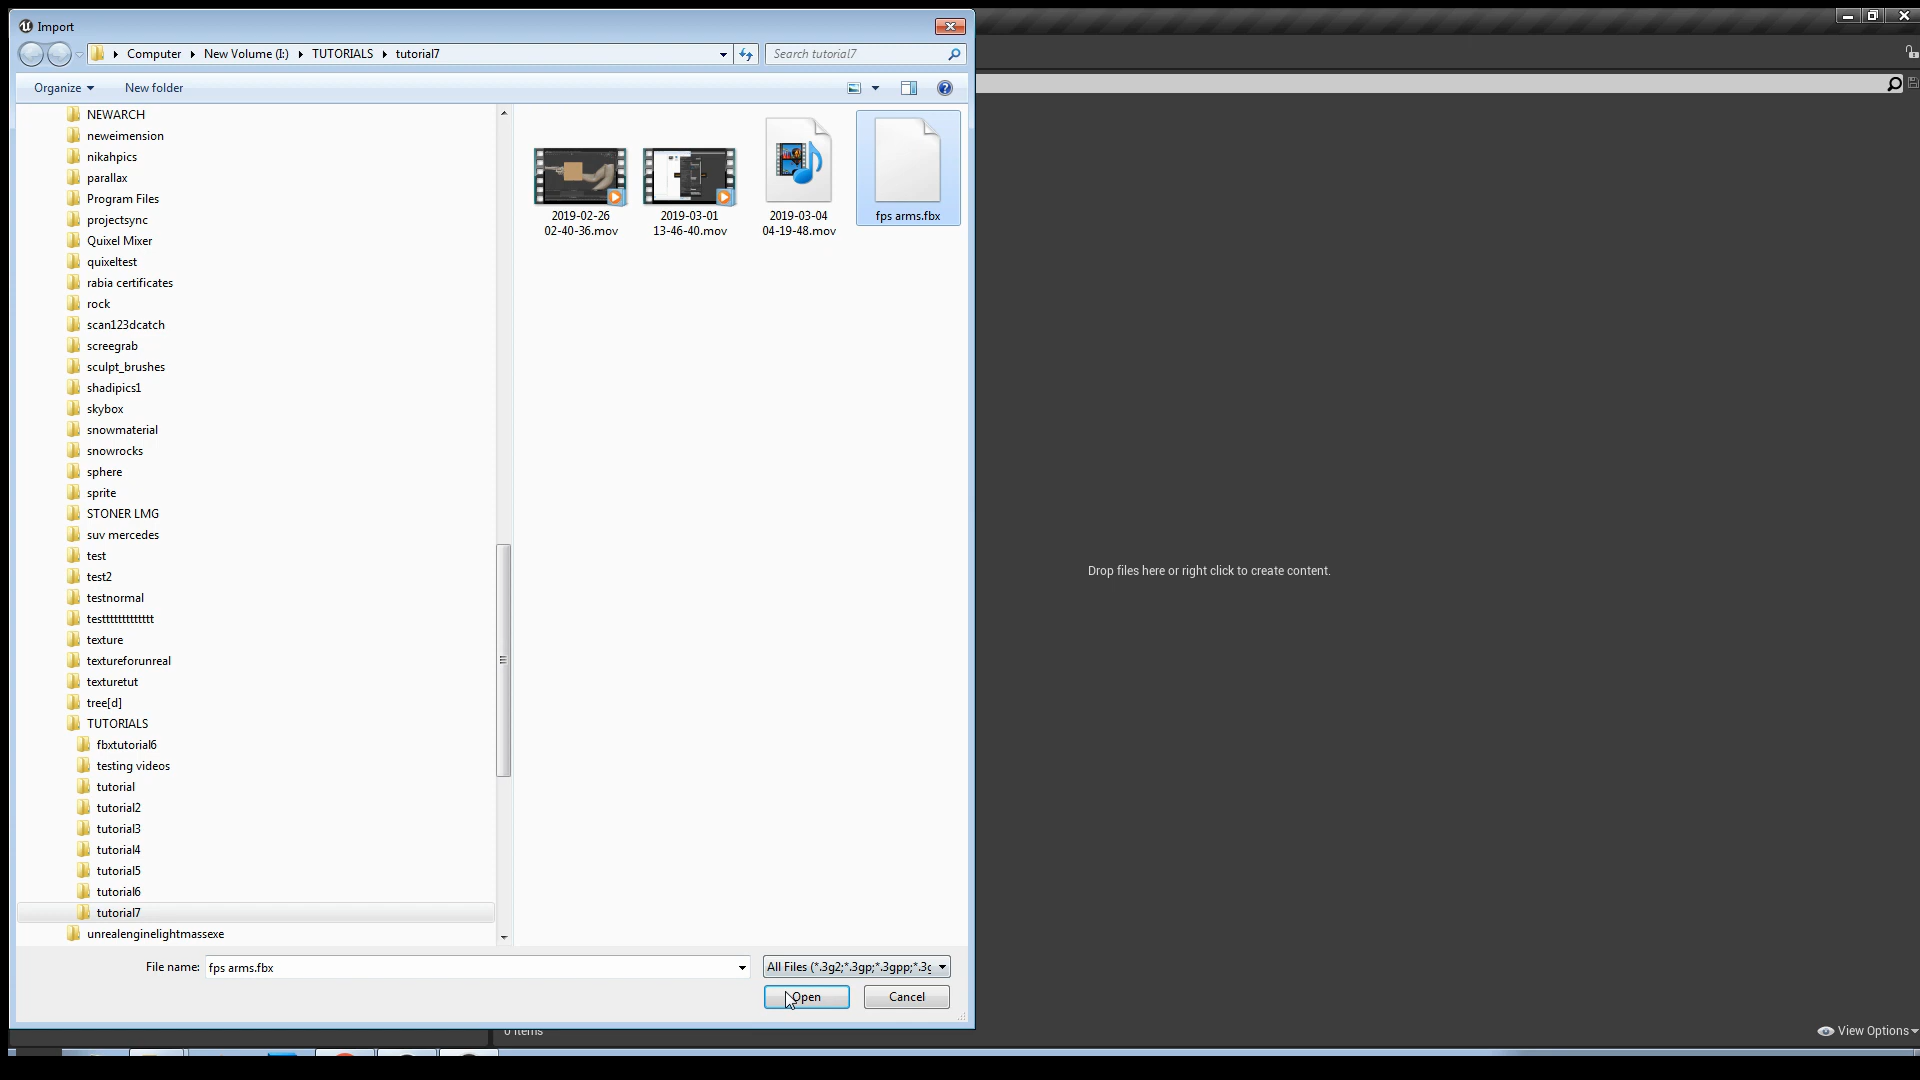 Import
Computer
New Volume (I:)
TUTORIALS
tutorial7
Search tutorial7
Organize
New folder
NEWARCH
neweimension
nikahpics
parallax
Program Files
projectsync
Quixel Mixer
quixeltest
rabia certificates
rock
scan123dcatch
screegrab
sculpt_brushes
shadipics1
skybox
snowmaterial
snowrocks
sphere
sprite
STONER LMG
suv mercedes
test
test2
testnormal
testttttttttttttt
texture
textureforunreal
texturetut
tree[d]
TUTORIALS
fbxtutorial6
testing videos
tutorial
tutorial2
tutorial3
tutorial4
tutorial5
tutorial6
tutorial7
unrealenginelightmassexe
2019-02-26
02-40-36.mov
2019-03-01
13-46-40.mov
2019-03-04
04-19-48.mov
fps arms.fbx
Drop files here or right click to create content.
File name:
fps arms.fbx
All Files (*.3g2;*.3gp;*.3gpp;*.3g
Open
Cancel
0 items
View Options